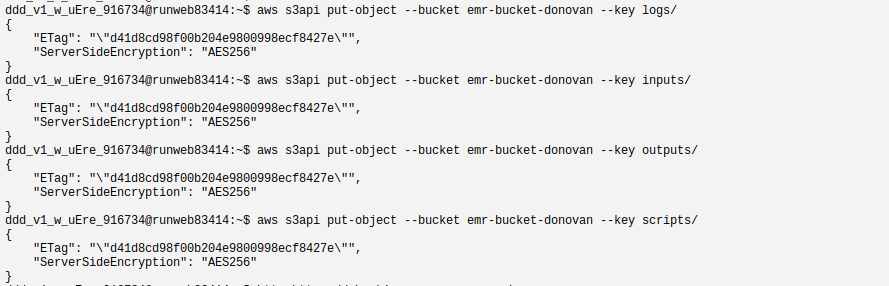 ddd_v1_w_uEre_916734@runweb83414:~$ aws s3api put-object --bucket emr-bucket-donovan --key logs/
{
    "ETag": "\"d41d8cd98f00b204e9800998ecf8427e\"",
    "ServerSideEncryption": "AES256"
}
ddd_v1_w_uEre_916734@runweb83414:~$ aws s3api put-object --bucket emr-bucket-donovan --key inputs/
{
    "ETag": "\"d41d8cd98f00b204e9800998ecf8427e\"",
    "ServerSideEncryption": "AES256"
}
ddd_v1_w_uEre_916734@runweb83414:~$ aws s3api put-object --bucket emr-bucket-donovan --key outputs/
{
    "ETag": "\"d41d8cd98f00b204e9800998ecf8427e\"",
    "ServerSideEncryption": "AES256"
}
ddd_v1_w_uEre_916734@runweb83414:~$ aws s3api put-object --bucket emr-bucket-donovan --key scripts/
{
    "ETag": "\"d41d8cd98f00b204e9800998ecf8427e\"",
    "ServerSideEncryption": "AES256"
}